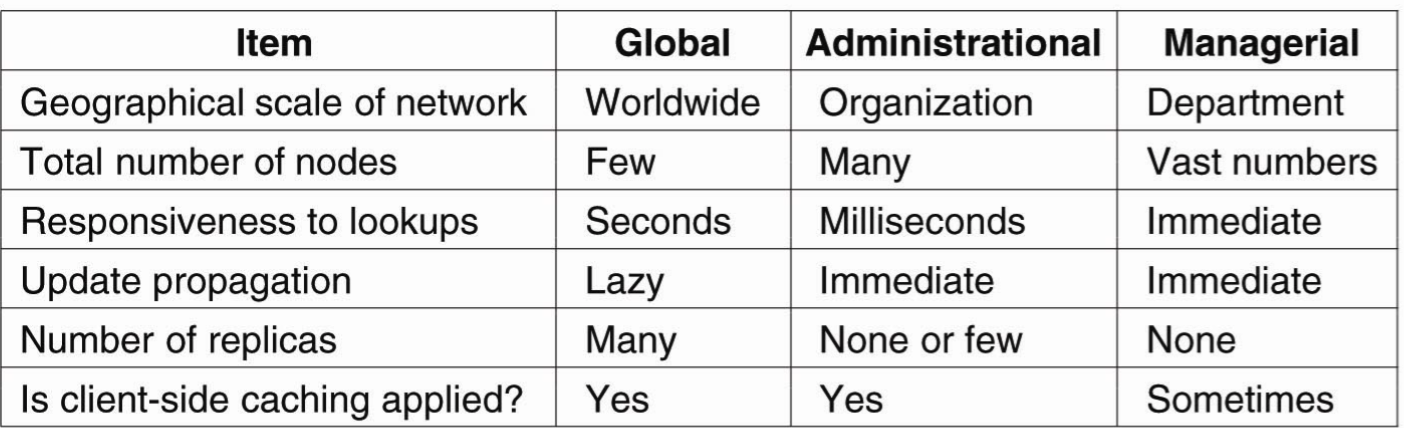 Item Global Administrational Managerial
Geographical scale of network Worldwide Organization Department
Total number of nodes Few Many Vast numbers
Responsiveness to lookups Seconds Milliseconds Immediate
Update propagation Lazy Immediate Immediate
Number of replicas Many None or few None
Is client-side caching applied? Yes Yes Sometimes